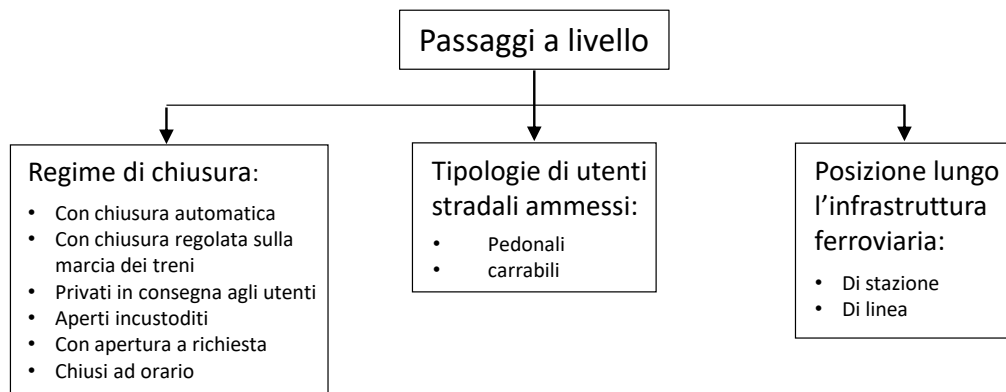 Passaggi a livello
Regime di chiusura:
• Con chiusura automatica
• Con chiusura regolata sulla
marcia dei treni
• Privati in consegna agli utenti
• Aperti incustoditi
• Con apertura a richiesta
• Chiusi ad orario
Tipologie di utenti
stradali ammessi:
• Pedonali
• carrabili
Posizione lungo
l’infrastruttura
ferroviaria:
• Di stazione
• Di linea